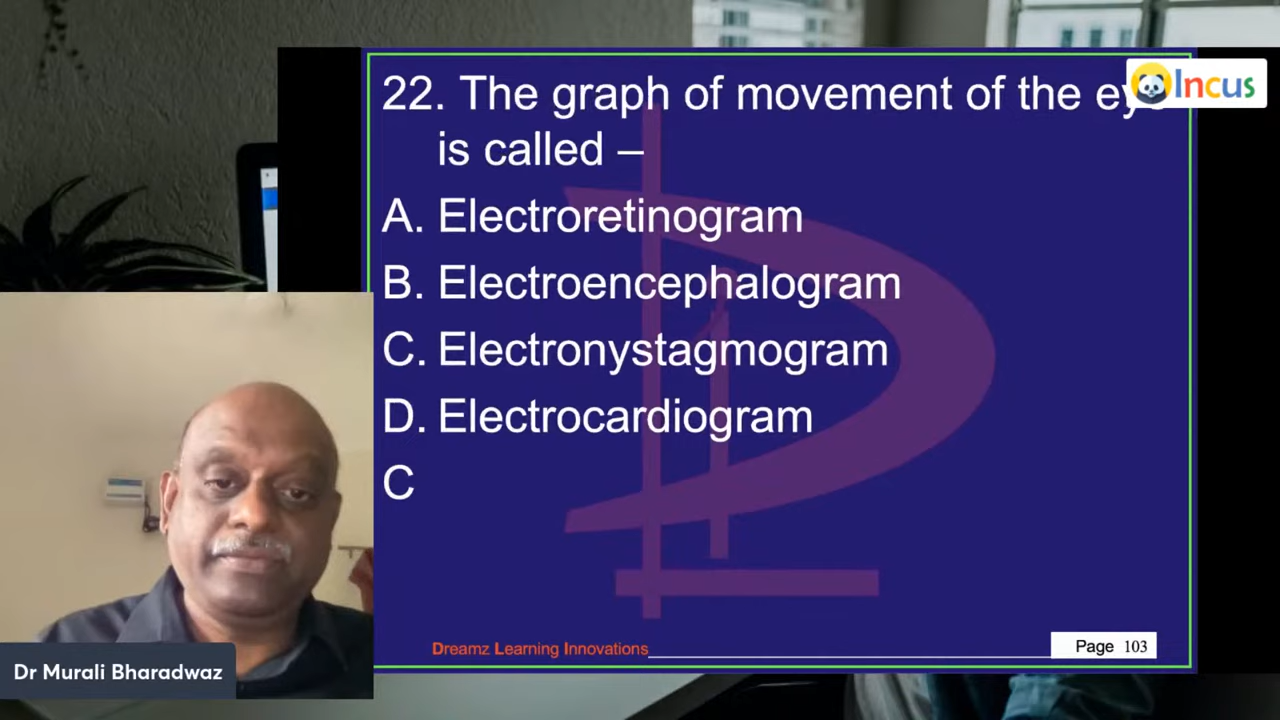 22. The graph of movement of the
is called –
A. Electroretinogram
B. Electroencephalogram
C. Electronystagmogram
D. Electrocardiogram
C
Incus
Dr Murali Bharadwaz
Dreamz Learning Innovations
Page 103